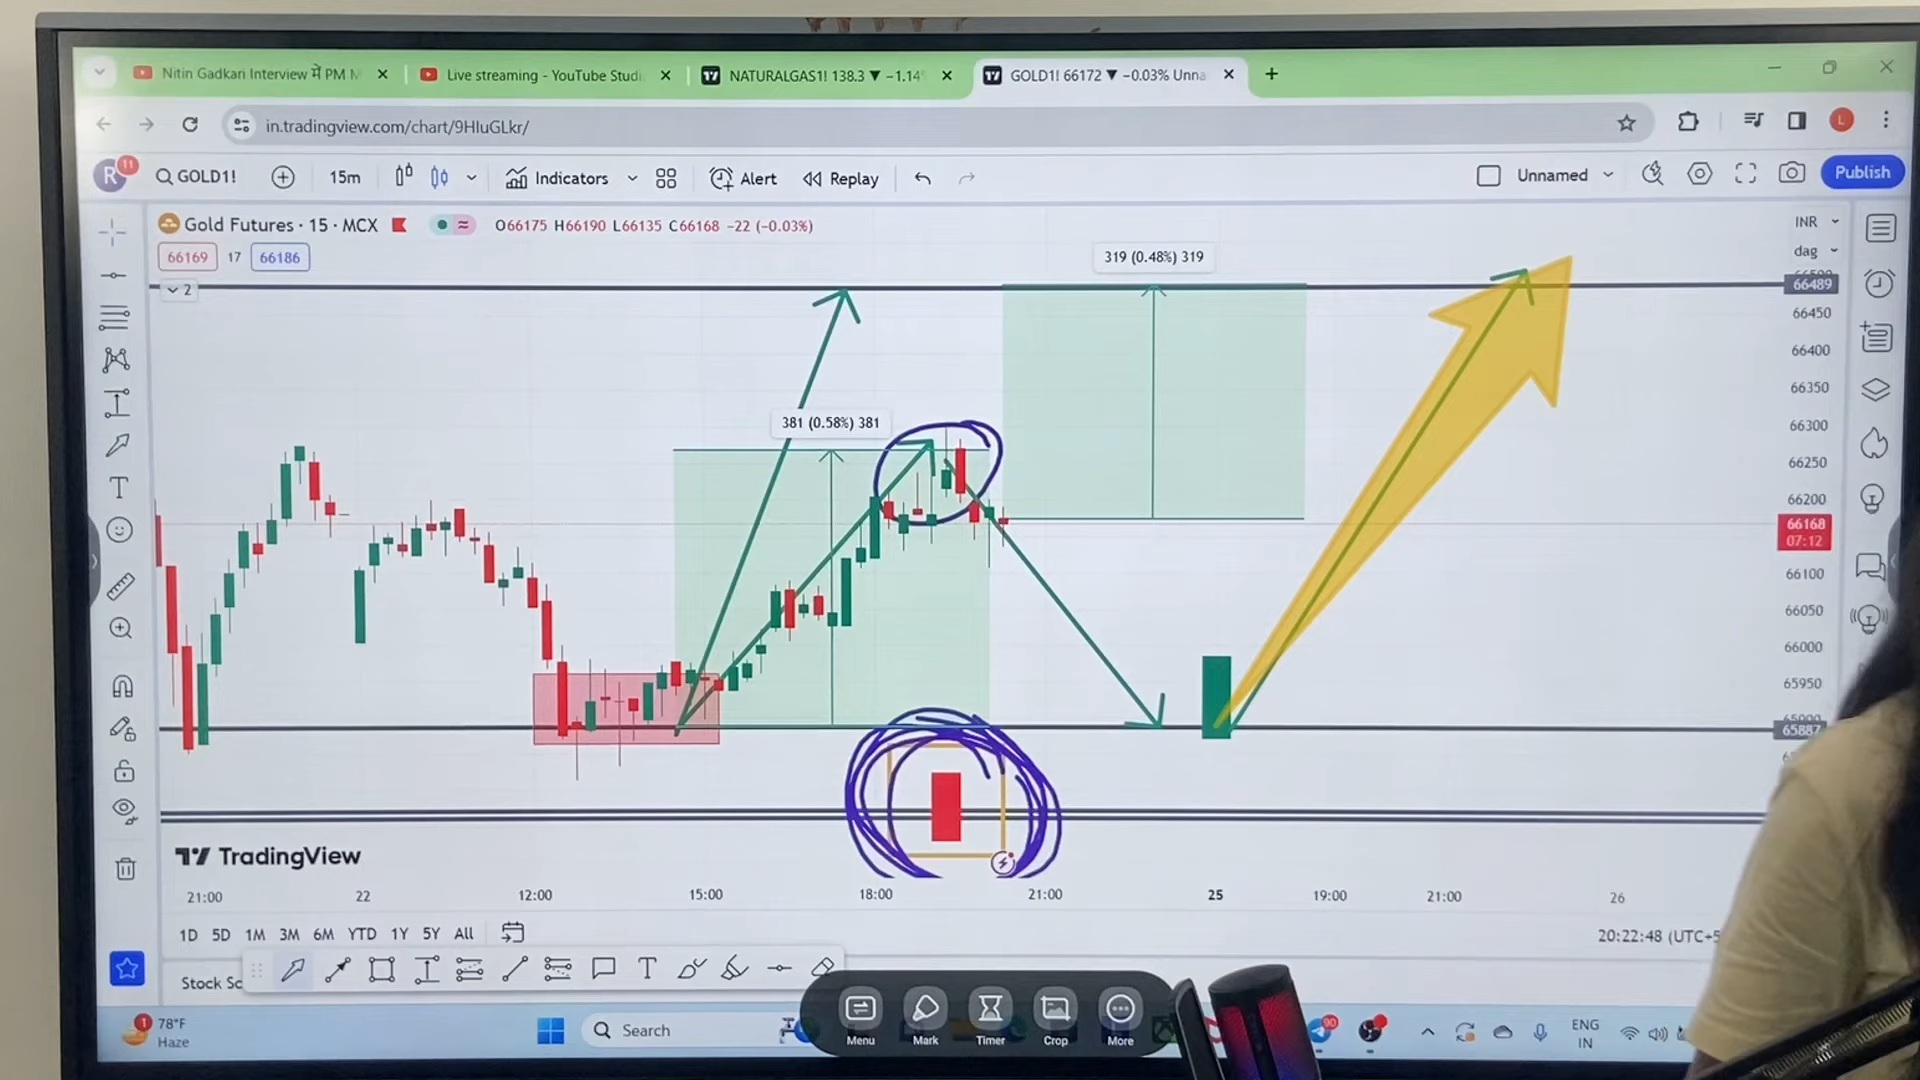 Nitin Gadkari Interview में PM M
Live streaming - YouTube Studi
NATURALGAS1! 138.3 ▼ −1.14
GOLD1! 66172 ▼ −0.03% Unna
in.tradingview.com/chart/9HIuGLkr/
R 11 GOLD1! 15m Indicators Alert Replay Unnamed Publish
Gold Futures · 15 · MCX O66175 H66190 L66135 C66168 −22 (−0.03%)
INR
66169 17 66186
319 (0.48%) 319
dag
2
66489
66450
66400
66350
381 (0.58%) 381
66300
66250
66200
66168
07:12
66100
66050
66000
65950
65887
TradingView
21:00 22 12:00 15:00 18:00 21:00 25 19:00 21:00 26
1D 5D 1M 3M 6M YTD 1Y 5Y All
20:22:48 (UTC+5
Stock Sc
1 78°F
Haze
Search
Menu Mark Timer Crop More
90
ENG
IN